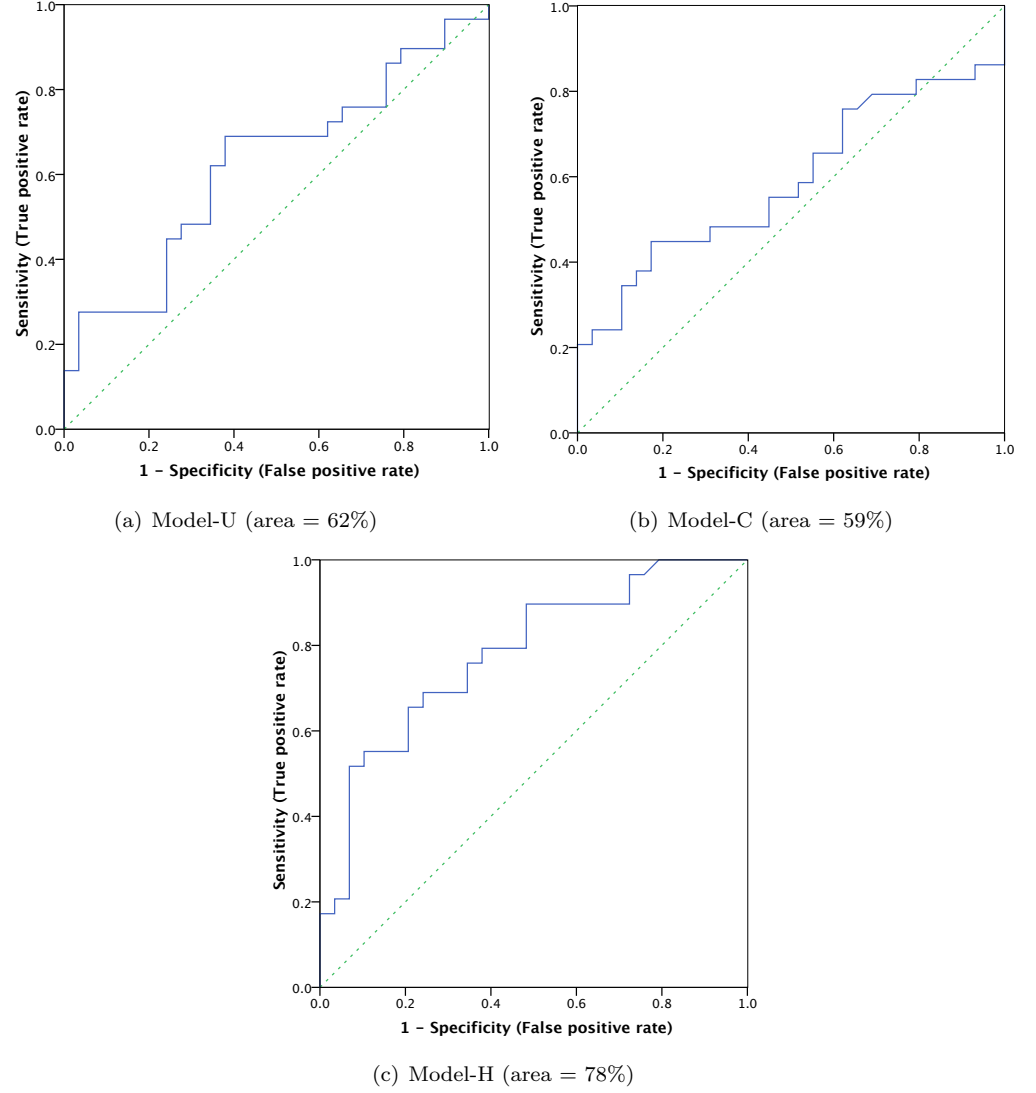 1.0
0.8
0.6
0.4
0.2
0.0
Sensitivity (True positive rate)
0.0 0.2 0.4 0.6 0.8 1.0
1 – Specificity (False positive rate)
(a) Model-U (area = 62%)
1.0
0.8
0.6
0.4
0.2
0.0
Sensitivity (True positive rate)
0.0 0.2 0.4 0.6 0.8 1.0
1 – Specificity (False positive rate)
(b) Model-C (area = 59%)
1.0
0.8
0.6
0.4
0.2
0.0
Sensitivity (True positive rate)
0.0 0.2 0.4 0.6 0.8 1.0
1 – Specificity (False positive rate)
(c) Model-H (area = 78%)